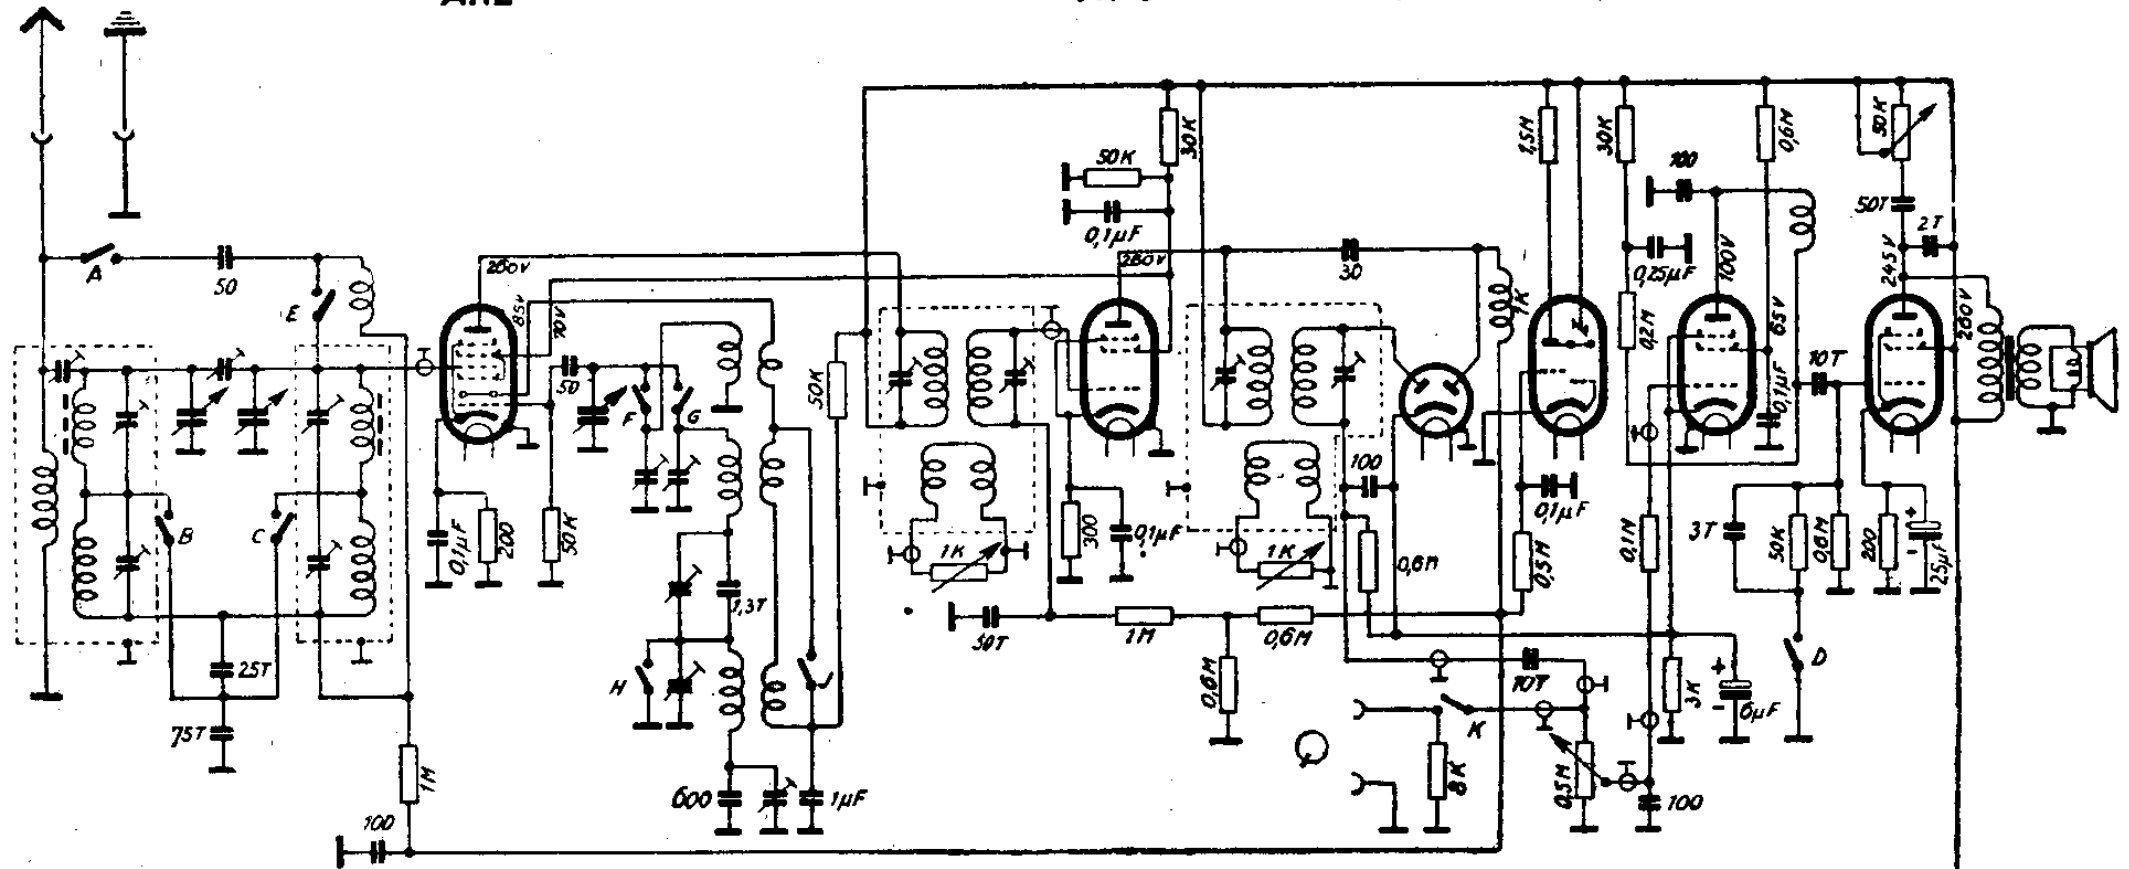 50K
30K
1,5M
30K
100
0,6M
50K
0,1µF
50T
2T
A
50
E
260V
85V
70V
260V
30
1K
0,25µF
100V
245V
260V
0,2M
65V
50
F
G
50K
10T
0,1µF
B
C
0,1µF
200
50K
1,3T
1K
300
0,1µF
1K
100
0,6M
0,1µF
0,5M
0,1M
3T
50K
0,6M
200
+
-
25µF
25T
75T
H
J
50T
1M
0,6M
0,6M
10T
K
3K
+
-
6µF
D
1M
100
600
1µF
8K
0,5M
100